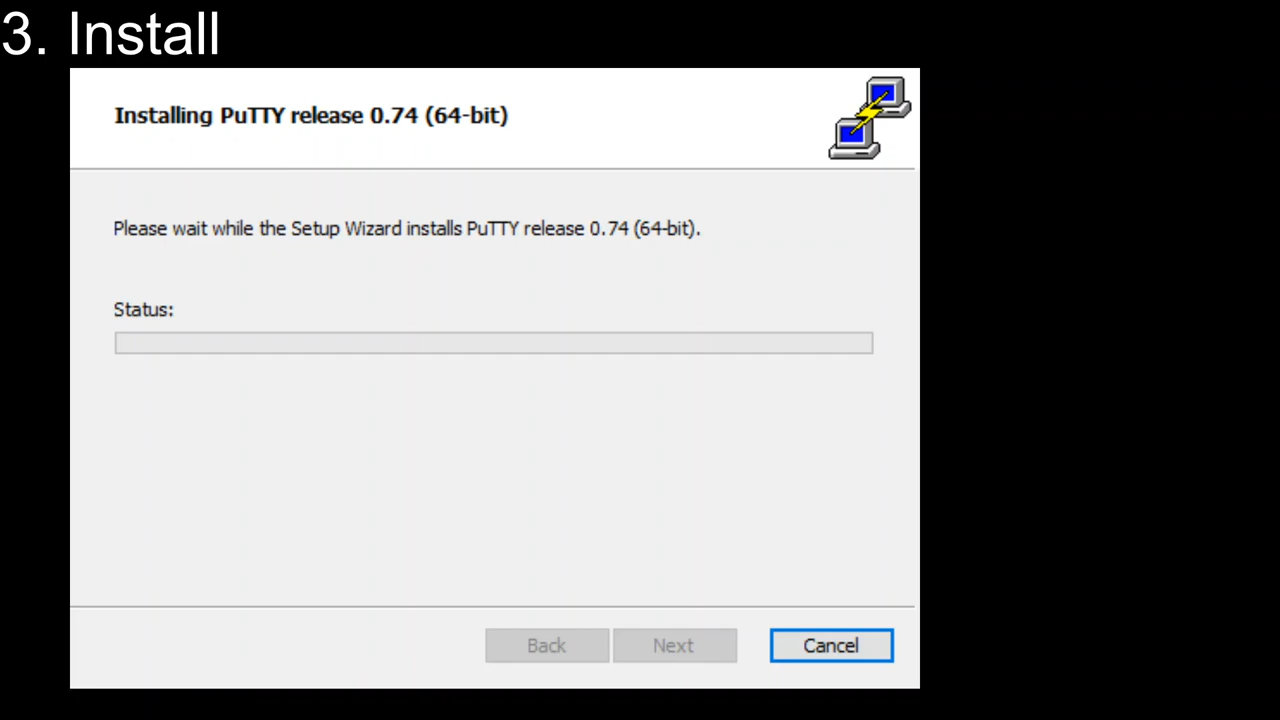 3. Install
Installing PuTTY release 0.74 (64-bit)
Please wait while the Setup Wizard installs PuTTY release 0.74 (64-bit).
Status:
Back Next Cancel